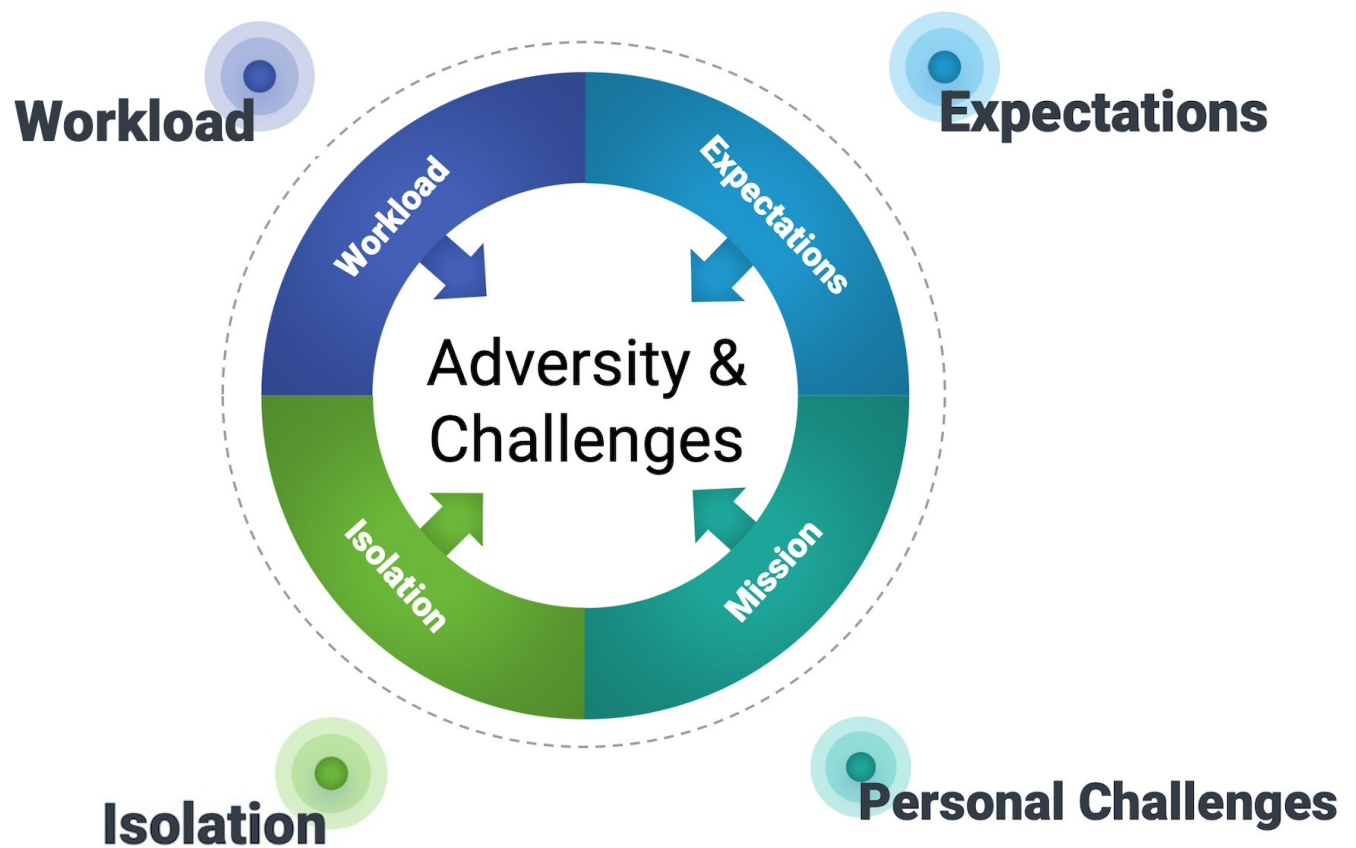 Workload
Expectations
Workload
Expectations
Adversity &
Challenges
Isolation
Mission
Isolation
Personal Challenges